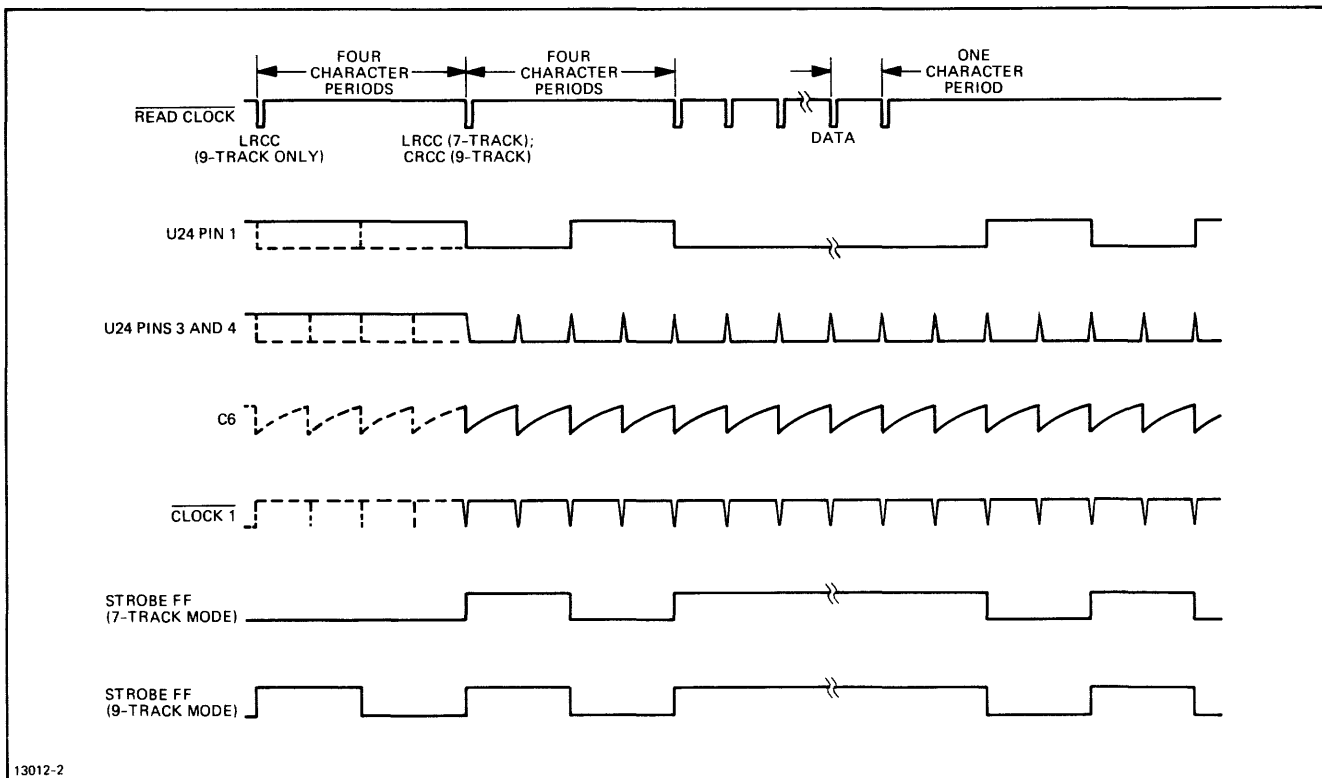 FOUR
CHARACTER
PERIODS
FOUR
CHARACTER
PERIODS
ONE
CHARACTER
PERIOD
READ CLOCK
LRCC
(9-TRACK ONLY)
LRCC (7-TRACK);
CRCC (9-TRACK)
DATA
U24 PIN 1
U24 PINS 3 AND 4
C6
CLOCK 1
STROBE FF
(7-TRACK MODE)
STROBE FF
(9-TRACK MODE)
13012-2